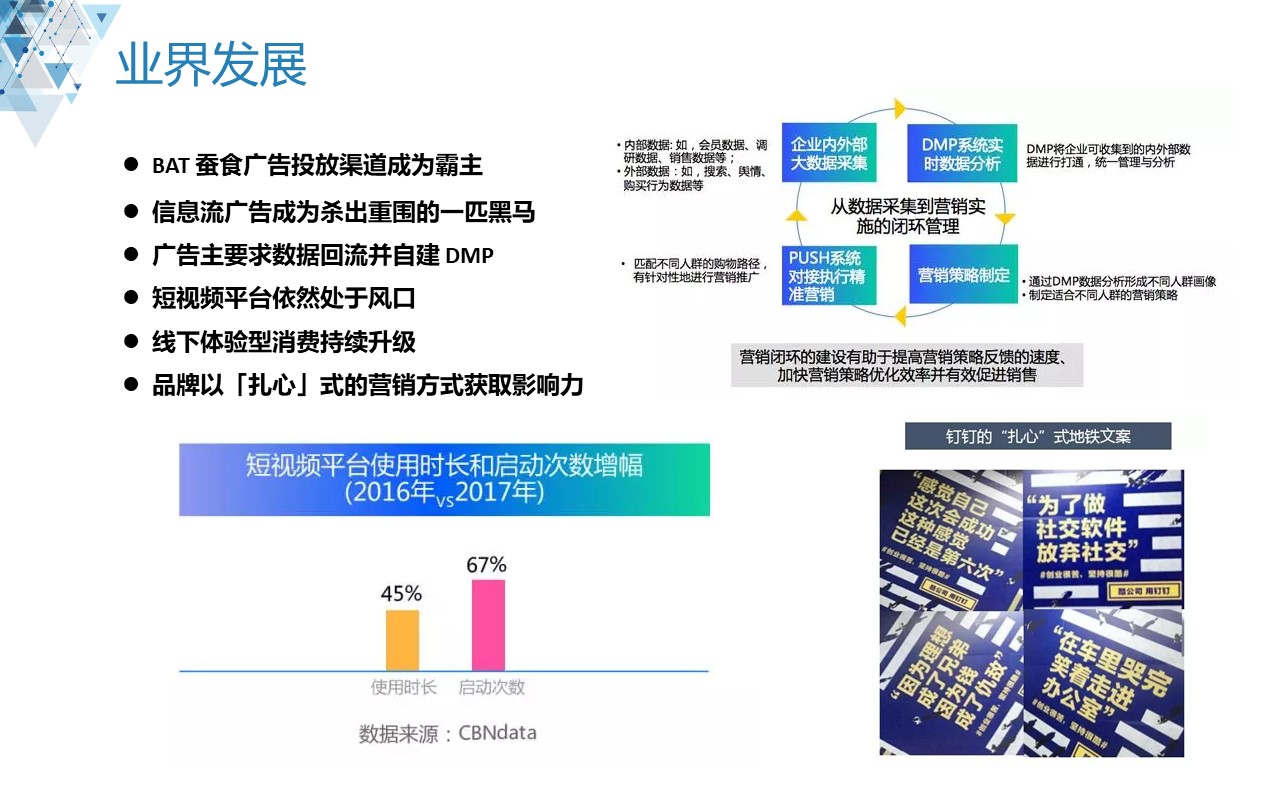 业界发展
● BAT 蚕食广告投放渠道成为霸主
● 信息流广告成为杀出重围的一匹黑马
● 广告主要求数据回流并自建 DMP
● 短视频平台依然处于风口
● 线下体验型消费持续升级
● 品牌以「扎心」式的营销方式获取影响力
• 内部数据: 如，会员数据、调
研数据、销售数据等；
• 外部数据：如，搜索、舆情、
购买行为数据等
企业内外部
大数据采集
DMP系统实
时数据分析
DMP将企业可收集到的内外部数
据进行打通，统一管理与分析
从数据采集到营销实
施的闭环管理
• 匹配不同人群的购物路径，
有针对性地进行营销推广
PUSH系统
对接执行精
准营销
营销策略制定
• 通过DMP数据分析形成不同人群画像
• 制定适合不同人群的营销策略
营销闭环的建设有助于提高营销策略反馈的速度、
加快营销策略优化效率并有效促进销售
短视频平台使用时长和启动次数增幅
(2016年vs2017年)
45%
67%
使用时长
启动次数
数据来源：CBNdata
钉钉的“扎心”式地铁文案
“感觉自己
这次会成功
这种感觉
已经是第六次”
#创业很苦，坚持很酷#
酷公司 用钉钉
“为了做
社交软件
放弃社交”
#创业很苦，坚持很酷#
酷公司 用钉钉
“因为理想
成了兄弟
因为钱
成了仇敌”
#创业很苦，坚持很酷#
“在车里哭完
笑着走进
办公室”
#创业很苦，坚持很酷#